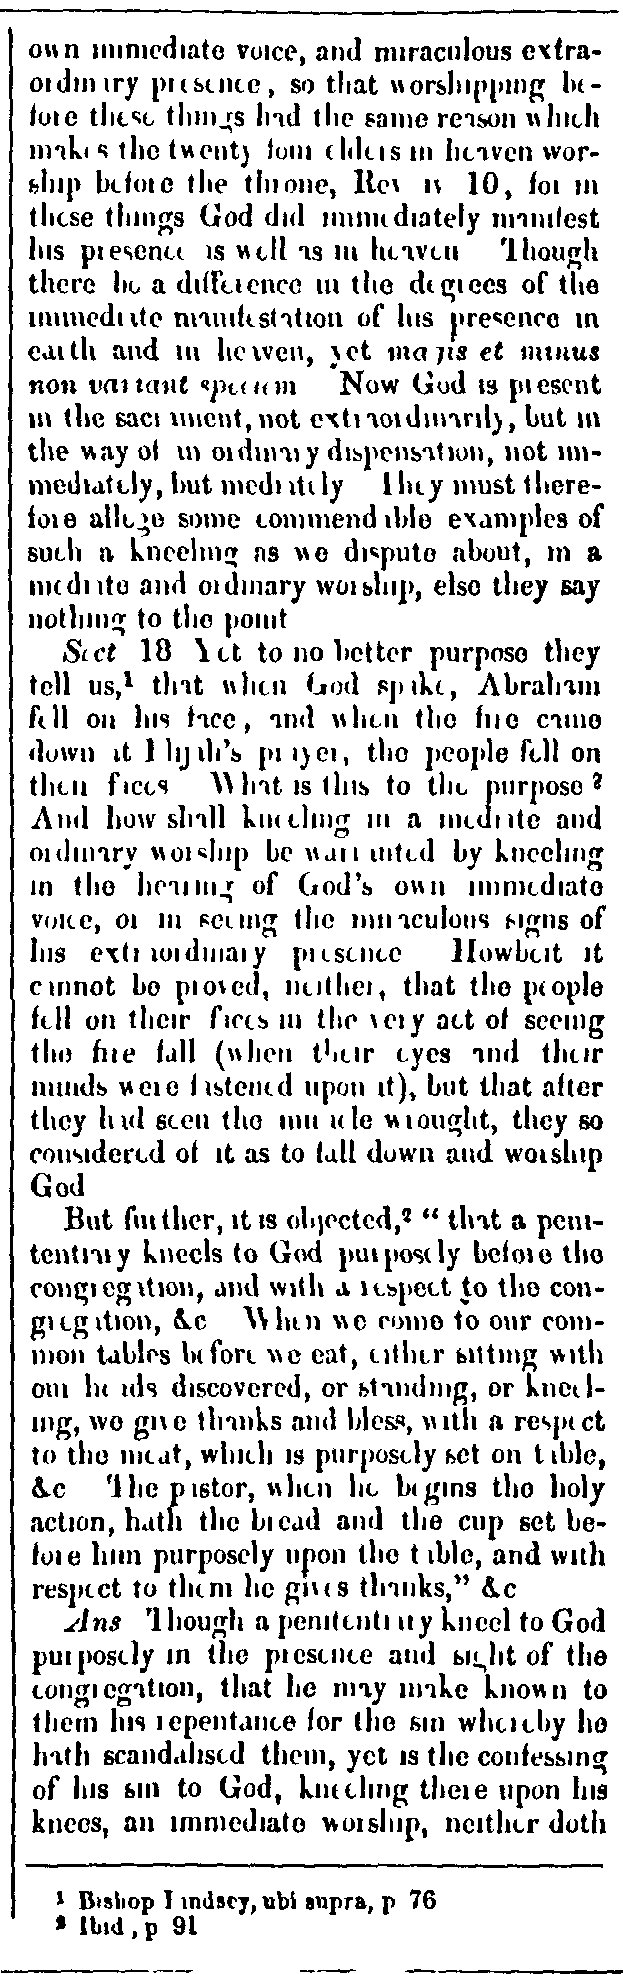 own immediate voice, and miraculous extra-
ordinary presence, so that worshipping be-
fore these things had the same reason which
makes the twenty four elders in heaven wor-
ship before the throne, Rev iv 10, for in
these things God did immediately manifest
his presence as well as in heaven Though
there be a difference in the degrees of the
immediate manifestation of his presence in
earth and in heaven, yet majis et minus
non variant speciem Now God is present
in the sacrament, not extraordinarily, but in
the way of an ordinary dispensation, not im-
mediately, but mediately They must there-
fore allege some commendable examples of
such a kneeling as we dispute about, in a
mediate and ordinary worship, else they say
nothing to the point
Sect 18 Yet to no better purpose they
tell us,¹ that when God spake, Abraham
fell on his face, and when the fire came
down at Elijah's prayer, the people fell on
their faces What is this to the purpose?
And how shall kneeling in a mediate and
ordinary worship be warranted by kneeling
in the hearing of God's own immediate
voice, or in seeing the miraculous signs of
his extraordinary presence Howbeit it
cannot be proved, neither, that the people
fell on their faces in the very act of seeing
the fire fall (when their eyes and their
minds were fastened upon it), but that after
they had seen the miracle wrought, they so
considered of it as to fall down and worship
God
But further, it is objected,² “ that a peni-
tentiary kneels to God purposely before the
congregation, and with a respect to the con-
gregation, &c When we come to our com-
mon tables before we eat, either sitting with
our heads discovered, or standing, or kneel-
ing, we give thanks and bless, with a respect
to the meat, which is purposely set on table,
&c The pastor, when he begins the holy
action, hath the bread and the cup set be-
fore him purposely upon the table, and with
respect to them he gives thanks,” &c
Ans Though a penitentiary kneel to God
purposely in the presence and sight of the
congregation, that he may make known to
them his repentance for the sin whereby he
hath scandalised them, yet is the confessing
of his sin to God, kneeling there upon his
knees, an immediate worship, neither doth
¹ Bishop Lindsey, ubi supra, p 76
² Ibid, p 91